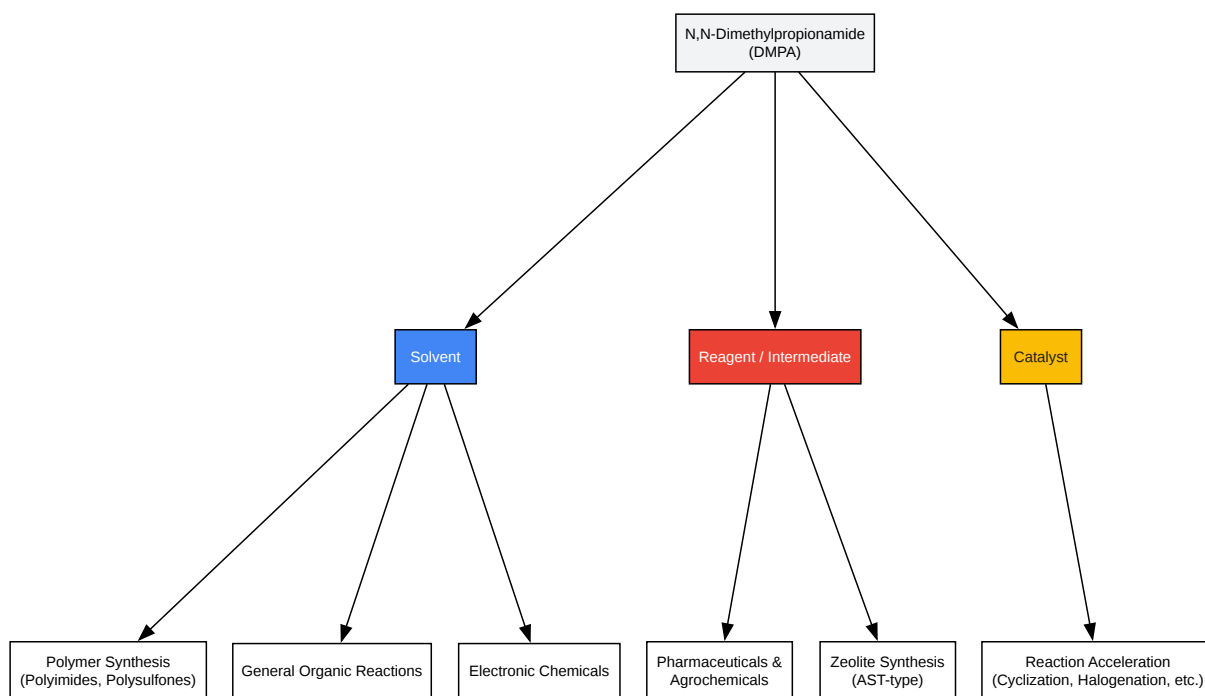 N,N-Dimethylpropionamide
(DMPA)
Solvent
Reagent / Intermediate
Catalyst
Polymer Synthesis
(Polyimides, Polysulfones)
General Organic Reactions
Electronic Chemicals
Pharmaceuticals &
Agrochemicals
Zeolite Synthesis
(AST-type)
Reaction Acceleration
(Cyclization, Halogenation, etc.)